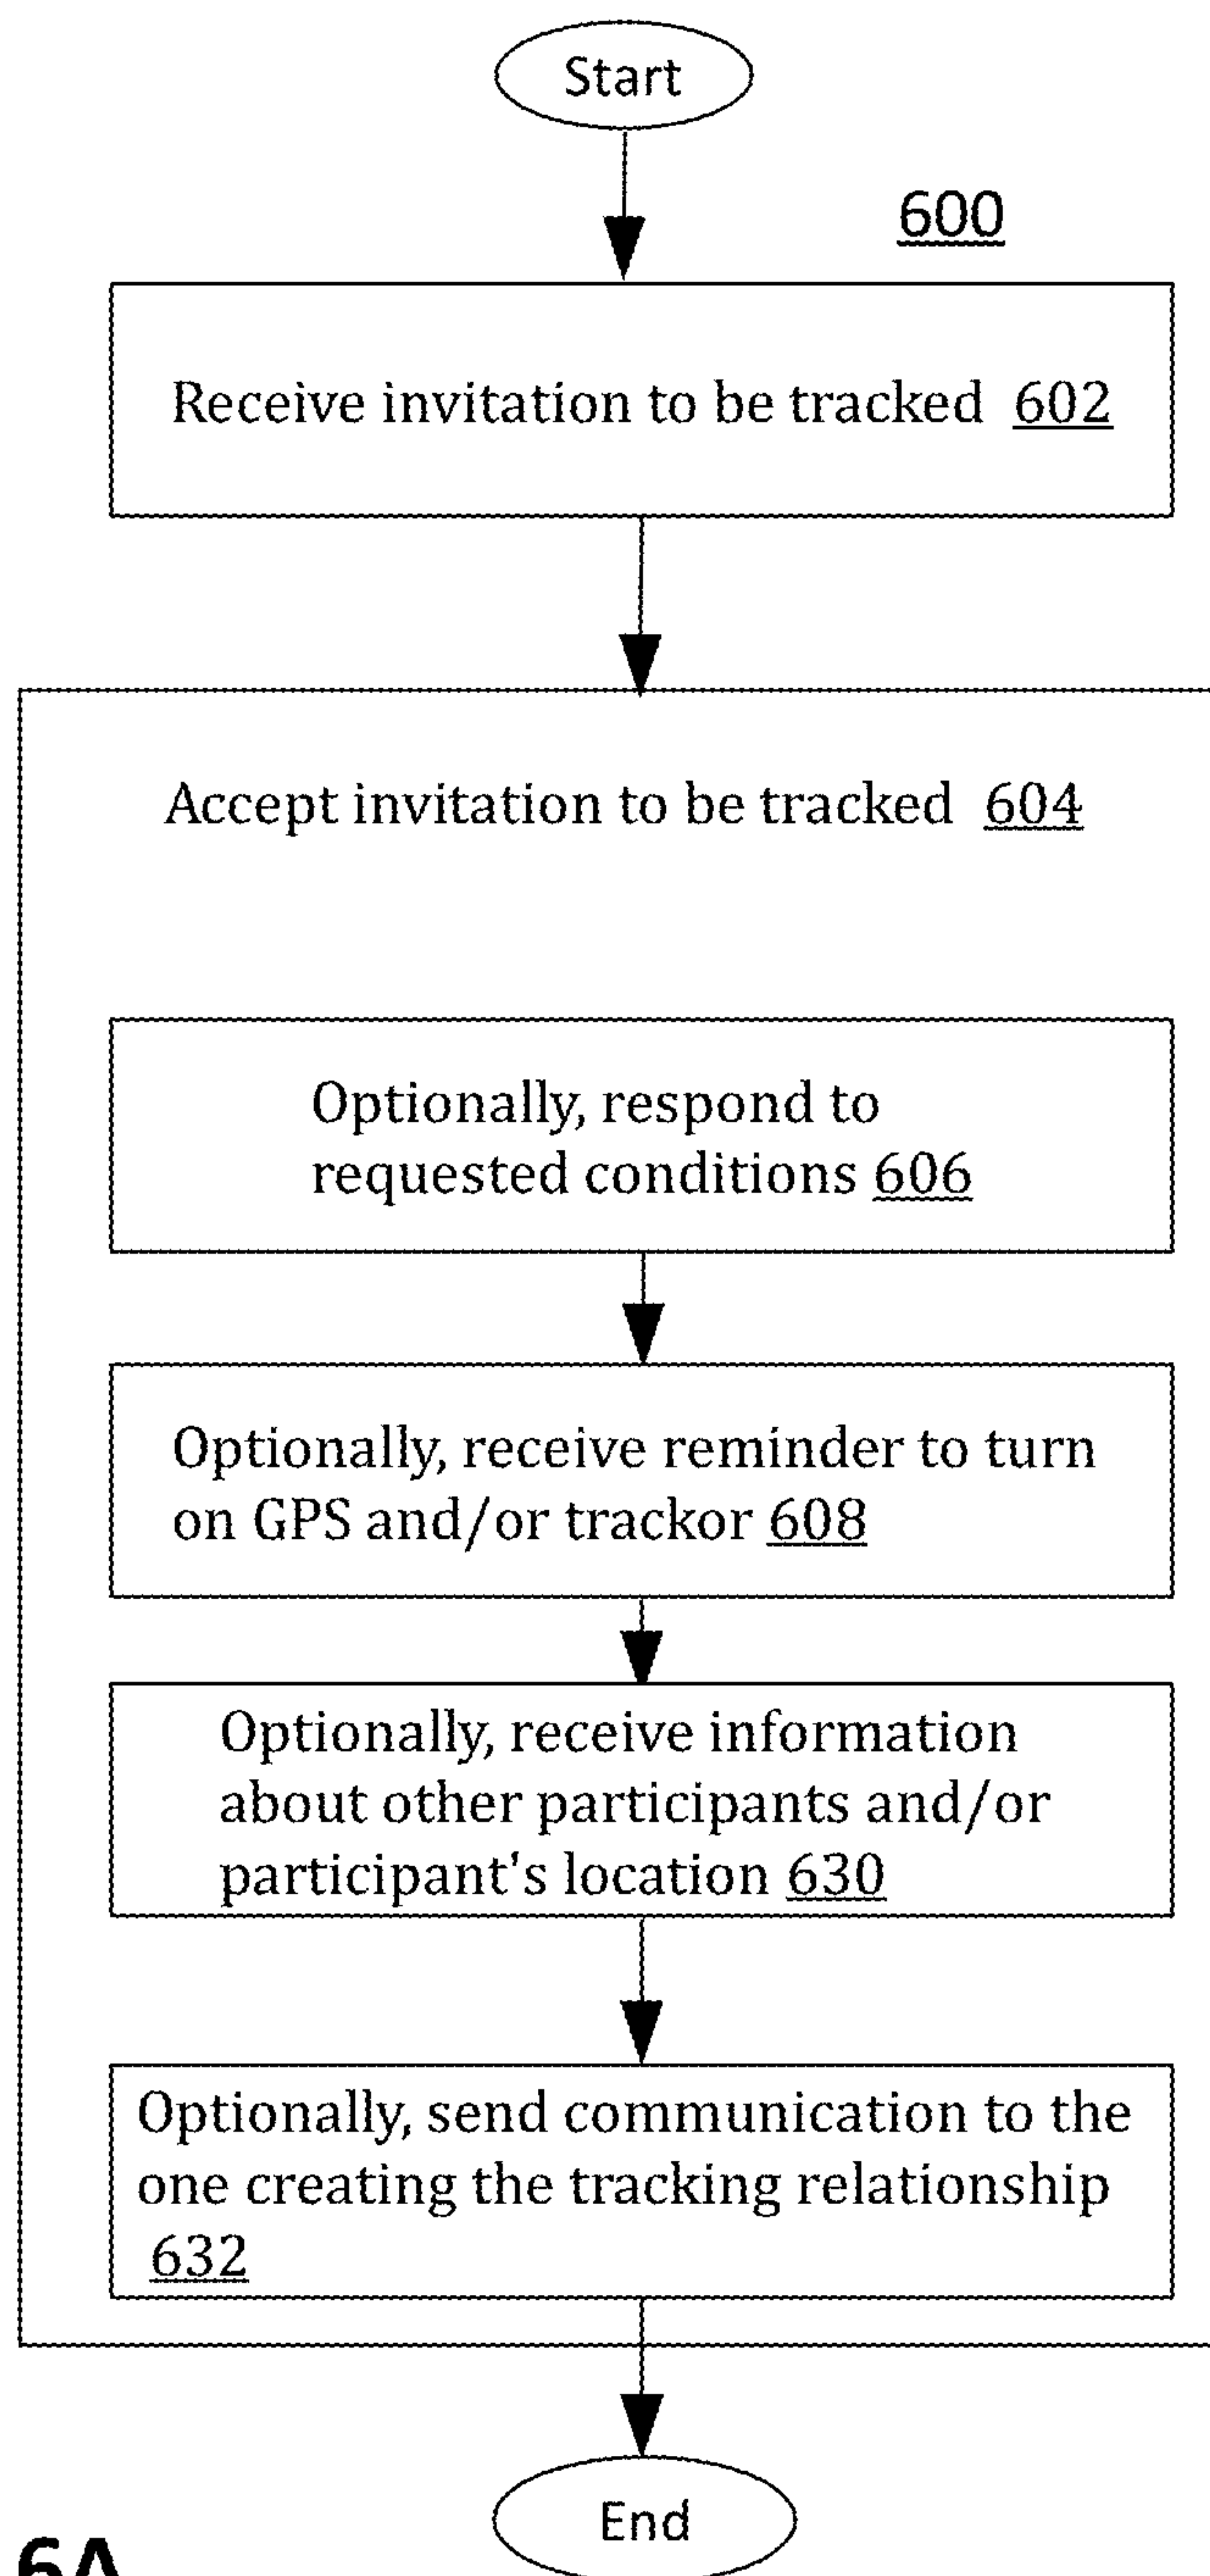 Start
600
Receive invitation to be tracked 602
Accept invitation to be tracked 604
Optionally, respond to
requested conditions 606
Optionally, receive reminder to turn
on GPS and/or trackor 608
Optionally, receive information
about other participants and/or
participant's location 630
Optionally, send communication to the
one creating the tracking relationship
632
End
6A